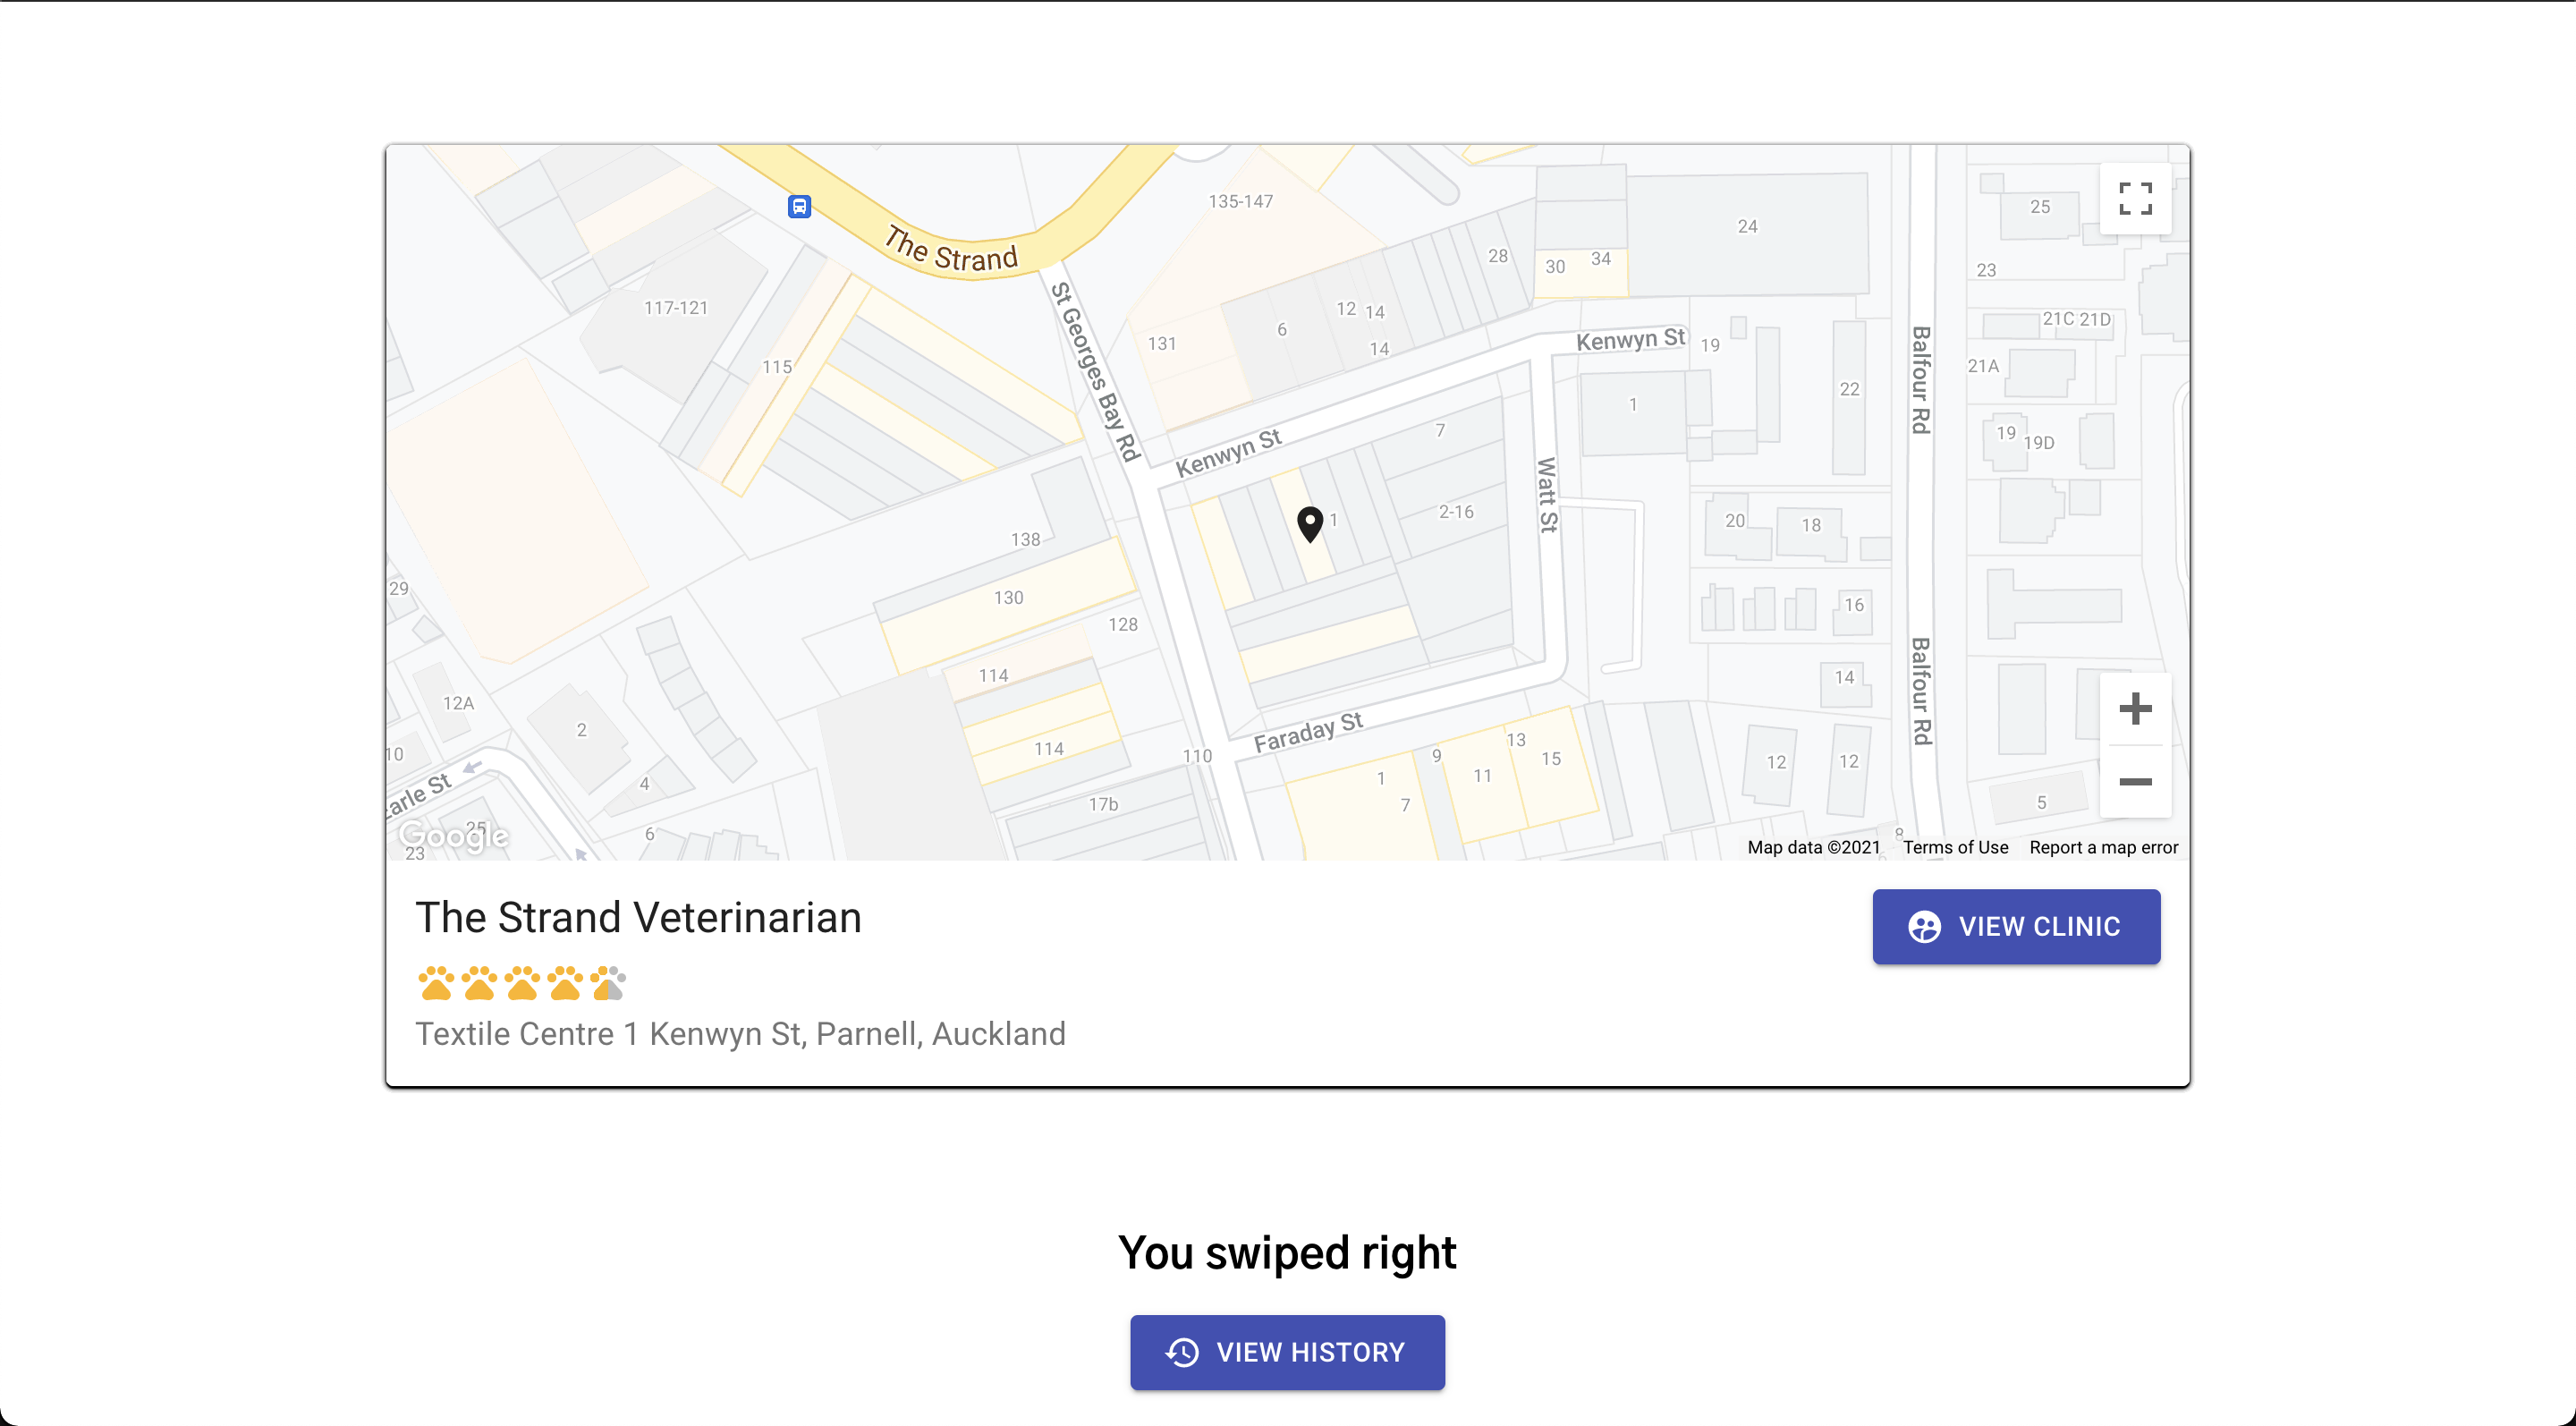 The Strand
135-147
24
25
28
30
34
23
117-121
12
14
6
14
131
St Georges Bay Rd
Kenwyn St
19
21C
21D
Balfour Rd
115
21A
22
1
7
19
19D
Kenwyn St
Watt St
1
2-16
20
18
138
29
130
16
128
114
14
12A
2
Balfour Rd
10
114
110
Faraday St
9
13
15
11
1
12
12
4
17b
7
5
25
6
8
Google
23
Map data ©2021
Terms of Use
Report a map error
The Strand Veterinarian
VIEW CLINIC
Textile Centre 1 Kenwyn St, Parnell, Auckland
You swiped right
VIEW HISTORY